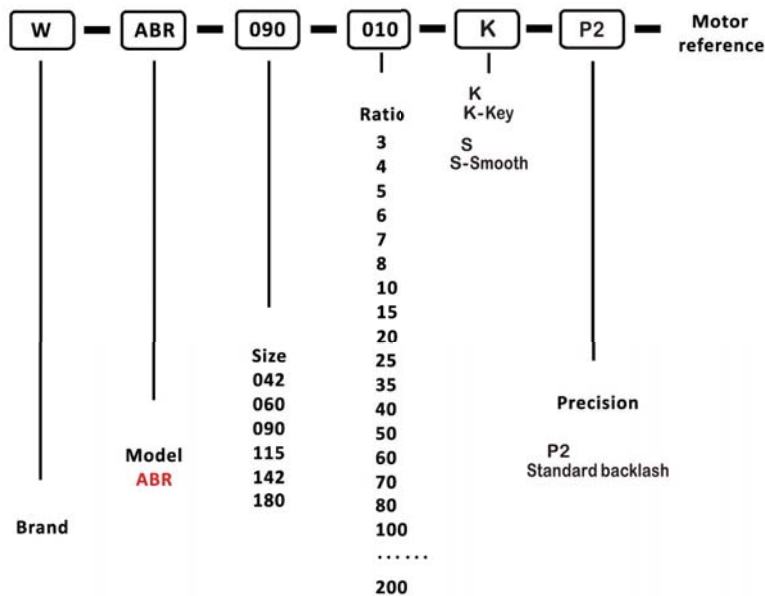 W ABR 090 010 K P2 Motor
reference
Ratio
3
4
5
6
7
8
10
15
20
25
35
40
50
60
70
80
100
......
200
K
K-Key
S
S-Smooth
Size
042
060
090
115
142
180
Precision
P2
Standard backlash
Model
ABR
Brand